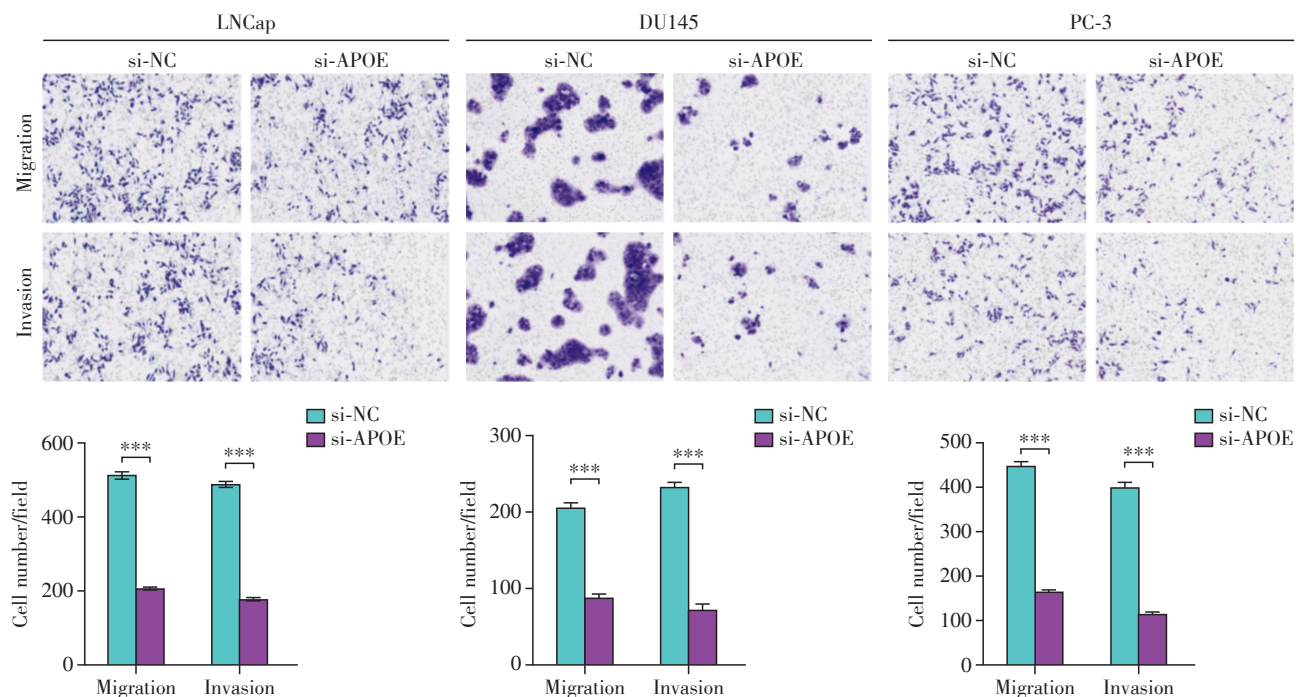 LNCap DU145 PC-3
si-NC si-APOE si-NC si-APOE si-NC si-APOE
Migration
Invasion
si-NC
si-APOE
Cell number/field
600
400
200
0
***
***
Migration Invasion
si-NC
si-APOE
Cell number/field
300
200
100
0
***
***
Migration Invasion
si-NC
si-APOE
Cell number/field
500
400
300
200
100
0
***
***
Migration Invasion